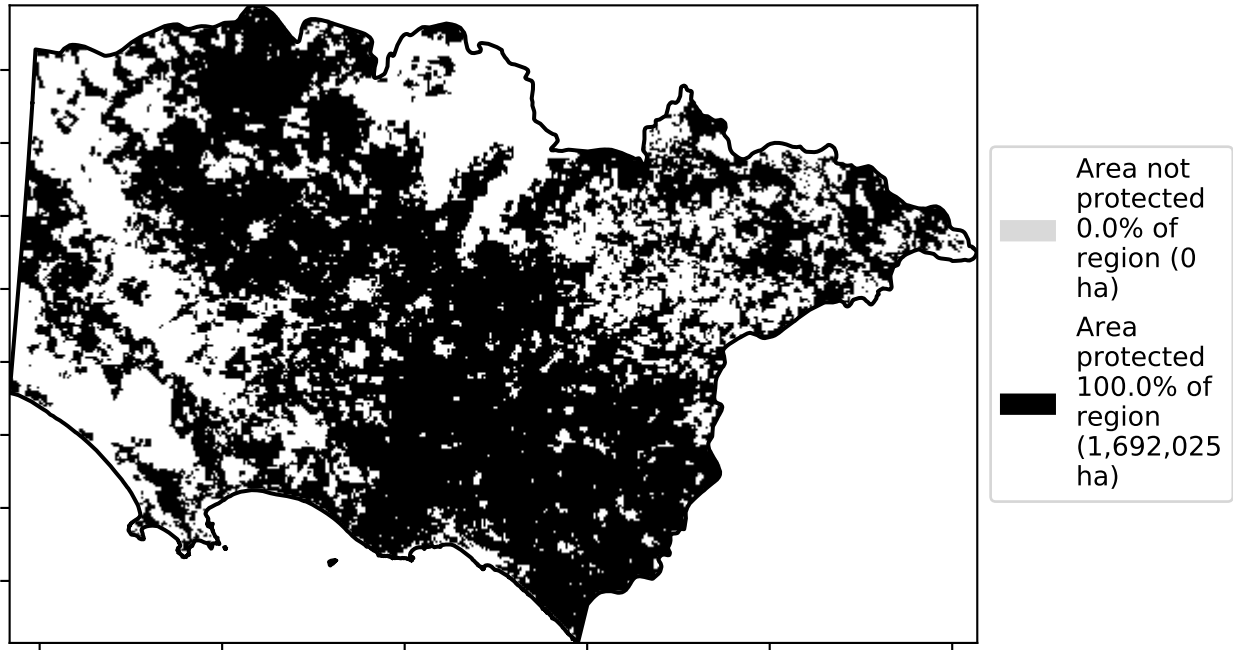 Area not
protected
0.0% of
region (0
ha)
Area
protected
100.0% of
region
(1,692,025
ha)